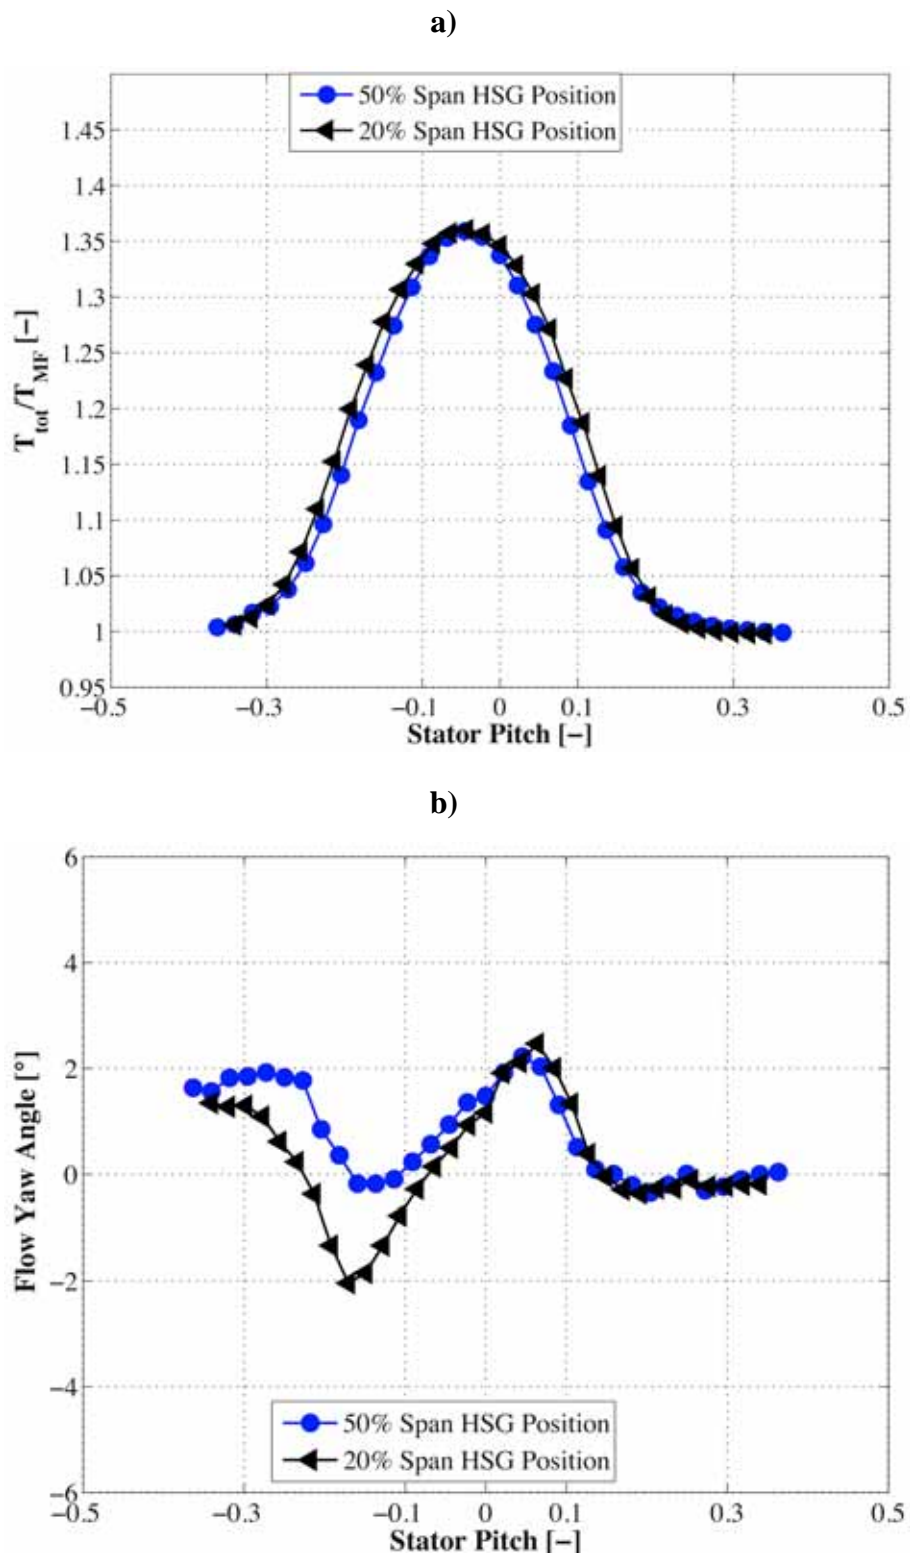 a)
50% Span HSG Position
20% Span HSG Position
1.45
1.4
1.35
1.3
1.25
1.2
1.15
1.1
1.05
1
0.95
T_tot/T_MF [−]
−0.5 −0.3 −0.1 0 0.1 0.3 0.5
Stator Pitch [−]
b)
6
4
2
0
−2
−4
−6
Flow Yaw Angle [°]
50% Span HSG Position
20% Span HSG Position
−0.5 −0.3 −0.1 0 0.1 0.3 0.5
Stator Pitch [−]